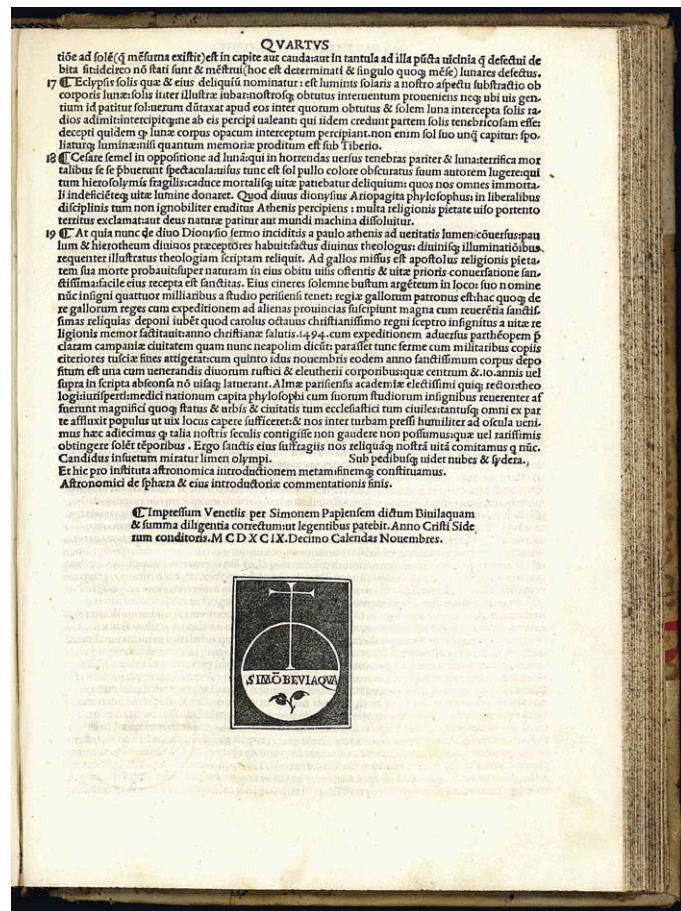 QVARTVS
tiõe ad solẽ(q̃ mẽsurna existit)est in capite aut cauda:aut in tantula ad illa pũcta uicinia q̃ defectui de
bita sit:idcirco nõ stati sunt & mẽstrui(hoc est determinati & singulo quoq; mẽse) lunares defectus.
17 ¶ Eclypsis solis quæ & eius deliquiũ nominatur : est luminis solaris a nostro aspectu substractio ob
corporis lunæ:solis inter illustræ iubar:nostrosq; obtutus interuentum proueniens neq; ubi uis gen
tium id patitur sol:uerum dũtaxat apud eos inter quorum obtutus & solem luna intercepta solis ra
dios adimit:intercipitq;ne ab eis percipi ualeant: qui iidem credunt partem solis tenebricosam esse:
decepti quidem ꝙ lunæ corpus opacum interceptum percipiant.non enim sol suo unq̃ capitur: spo
liaturq; luminæ:nisi quantum memoriæ proditum est sub Tiberio.
18 ¶ Cesare semel in oppositione ad lunã:qui in horrendas uersus tenebras pariter & luna:terrifica mor
talibus se se p̃buerunt spectacula:uisus tunc est sol pullo colore obscuratus suum autorem lugere:qui
tum hierosolymis fragilis:caduce mortalisq; uitæ patiebatur deliquium: quos nos omnes immorta
li indeficiẽteq; uitæ lumine donaret. Quod diuus dionysius Ariopagita phylosophus: in liberalibus
disciplinis tum non ignobiliter eruditus Athenis percipiens : multa religionis pietate uiso portento
territus exclamat:aut deus naturæ patitur aut mundi machina dissoluitur.
19 ¶ At quia nunc de diuo Dionysio sermo inciditis a paulo athenis ad ueritatis lumen cõuersus:pau
lum & hierotheum diuinos præceptores habuit:factus diuinus theologus: diuinisq; illuminatiõibus
requenter illustratus theologiam scriptam reliquit. Ad gallos missus est apostolus religionis pieta,
tem sua morte probauit:super naturam in eius obitu uisis ostentis & uitæ prioris conuersatione san,
ctissima:facile eius recepta est sanctitas. Eius cineres solemne bustum argẽteum in loco: suo nomine
nũc insigni quattuor milliaribus a studio perisiensi tenet: regiæ gallorum patronus est:hac quoq; de
re gallorum reges cum expeditionem ad alienas prouincias suscipiunt magna cum reuerẽtia sanctis,
simas reliquias deponi iubẽt quod carolus octauus christianissimo regni sceptro insignitus a uitæ re
ligionis memor factitauit:anno christianæ salutis.1494.cum expeditionem aduersus parthẽopem p̃
claram campaniæ ciuitatem quam nunc neapolim dicũt: parasset tunc ferme cum militaribus copiis
citeriores tusciæ fines attigerat:cum quinto idus nouembris eodem anno sanctissimum corpus depo
situm est una cum uenerandis diuorum rustici & eleutherii corporibus:quæ centrum &.10.annis uel
supra in scripta absconsa nõ uisaq; latuerant.Almæ parisiensis academiæ electissimi quiq; rector:theo
logi:iurisperti:medici nationum capita phylosophi cum suorum studiorum insignibus reuerenter af
fuerunt magnifici quoq; status & urbis & ciuitatis tum ecclesiastici tum ciuiles:tantusq; omni ex par
te affluxit populus ut uix locus capere sufficeret:& nos inter turbam pressi humiliter ad oscula ueni,
mus hæc adiecimus ꝙ talia nostris seculis contigisse non gaudere non possumus:quæ uel rarissimis
obtingere solẽt tẽporibus . Ergo sanctis eius suffragiis nos reliquãq; nostrã uitã comitamus q̃ nũc.
Candidus insuetum miratur limen olympi. Sub pedibusq; uidet nubes & sydera,
Et hic pro instituta astronomica introductionem metam:finemq; constituamus.
Astronomici de sphæra & eius introductoriæ commentationis finis.
¶ Impressum Venetiis per Simonem Papiensem dictum Biuilaquam
& summa diligentia correctum:ut legentibus patebit. Anno Cristi Side
rum conditoris.MCDXCIX.Decimo Calendas Nouembres.
SIMÕ BEVIAQVA